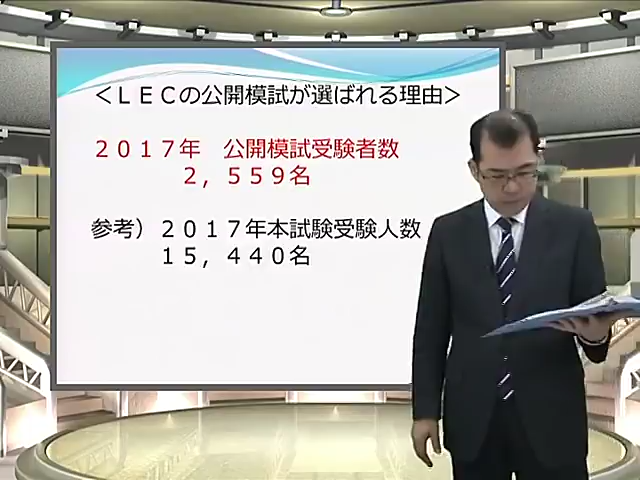 ＜ＬＥＣの公開模試が選ばれる理由＞
２０１７年　公開模試受験者数
２，５５９名
参考）２０１７年本試験受験人数
１５，４４０名